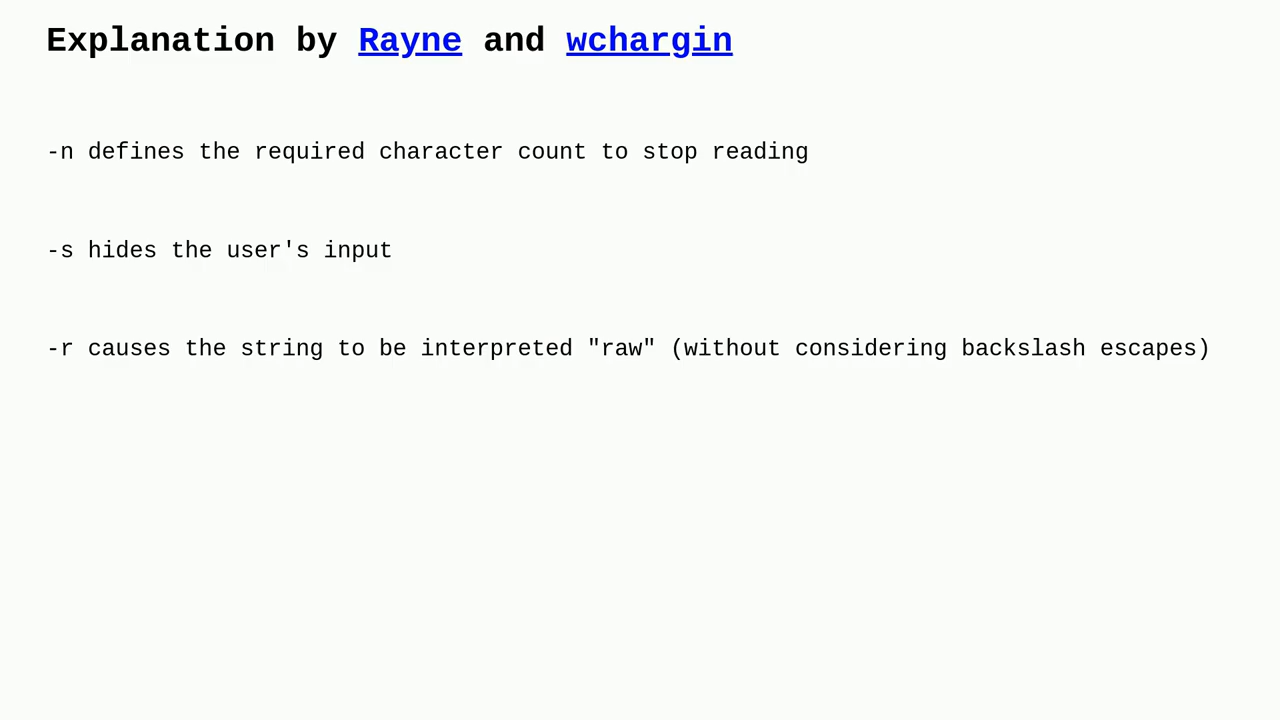 Explanation by Rayne and wchargin
-n defines the required character count to stop reading
-s hides the user's input
-r causes the string to be interpreted "raw" (without considering backslash escapes)